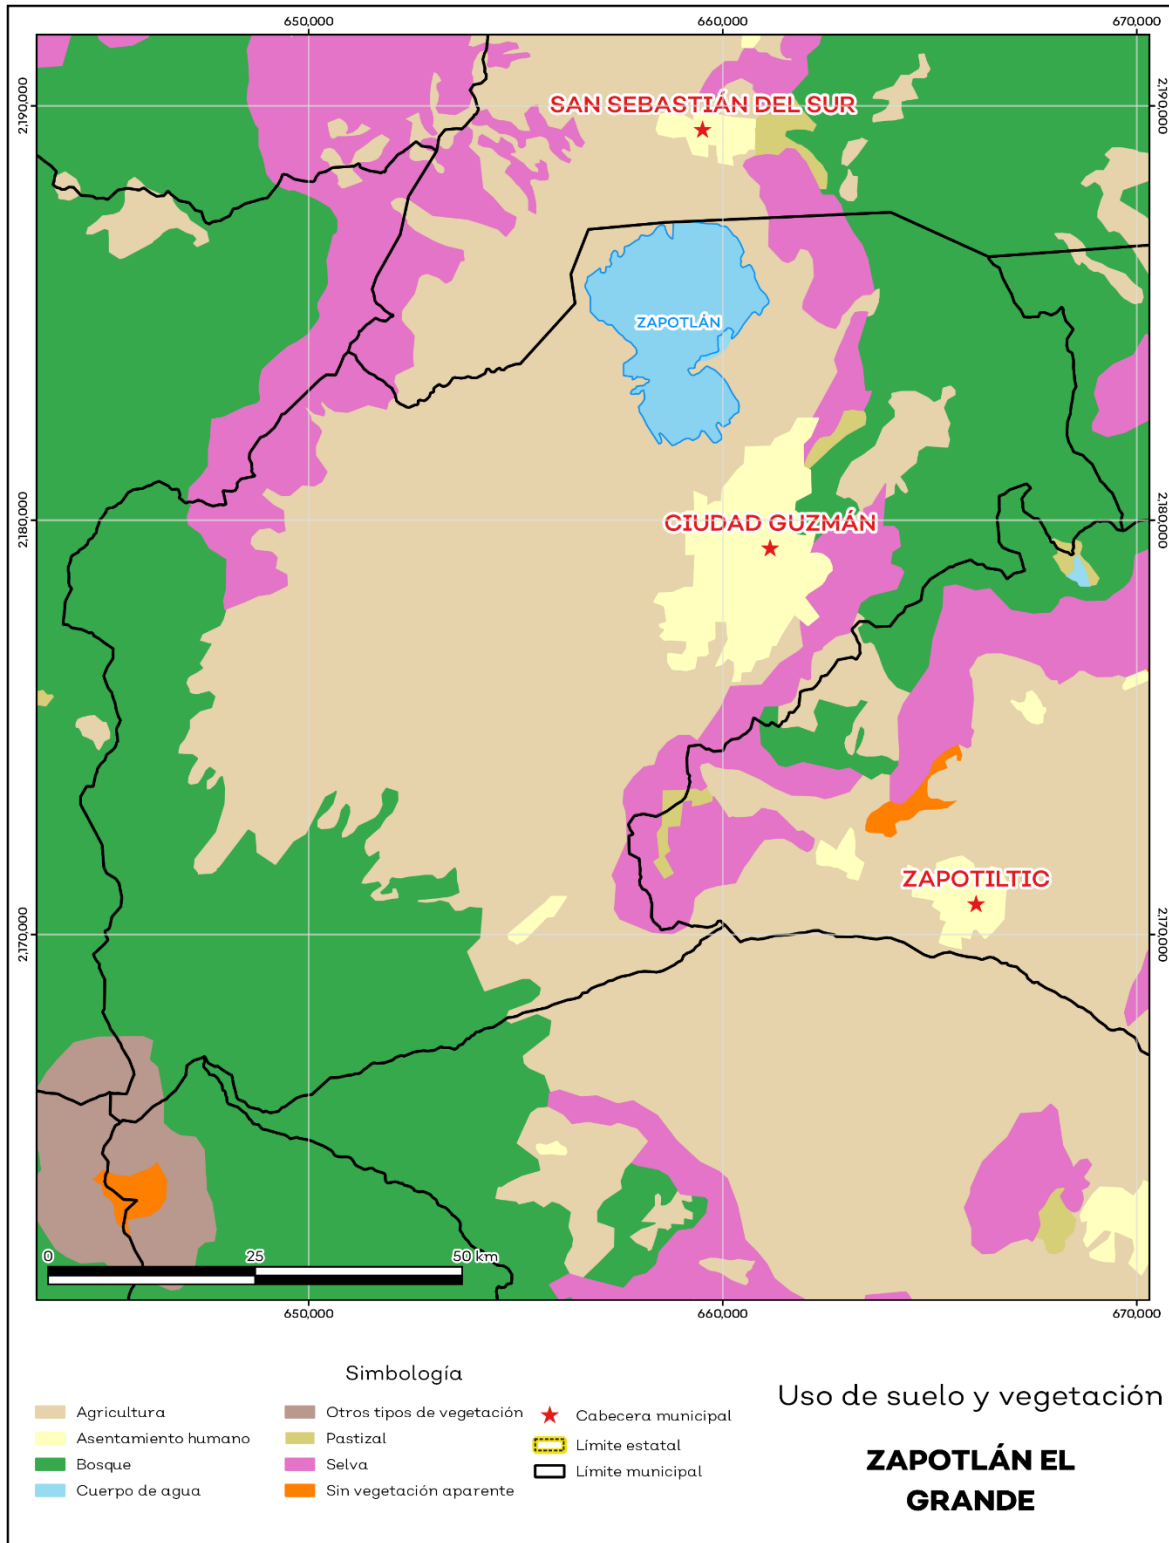 650,000 660,000 670,000
2,190,000 2,190,000
SAN SEBASTIÁN DEL SUR
ZAPOTLÁN
2,180,000 2,180,000
CIUDAD GUZMÁN
ZAPOTILTIC
2,170,000 2,170,000
0 25 50 km
650,000 660,000 670,000
Simbología
Agricultura
Asentamiento humano
Bosque
Cuerpo de agua
Otros tipos de vegetación
Pastizal
Selva
Sin vegetación aparente
Cabecera municipal
Límite estatal
Límite municipal
Uso de suelo y vegetación
ZAPOTLÁN EL
GRANDE